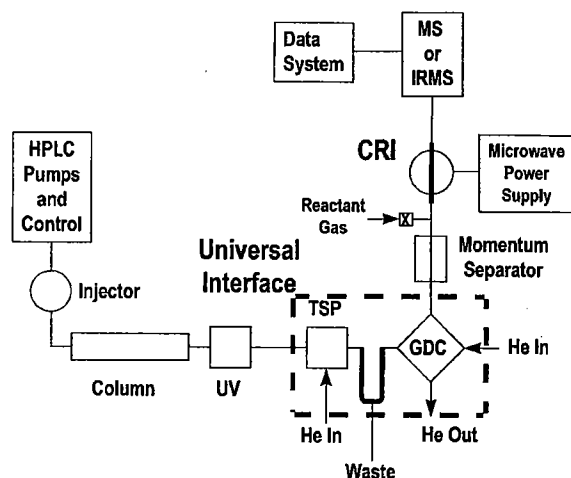 Data
System
MS
or
IRMS
HPLC
Pumps
and
Control
CRI
Microwave
Power
Supply
Reactant
Gas
X
Momentum
Separator
Universal
Interface
Injector
TSP
GDC
He In
Column
UV
He In
He Out
Waste